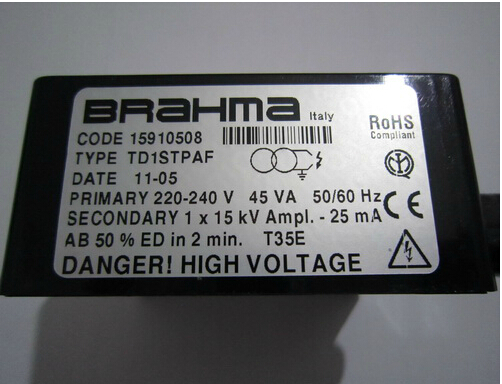 BRAHMA Italy
RoHS
Compliant
CODE 15910508
TYPE TD1STPAF
DATE 11-05
PRIMARY 220-240 V 45 VA 50/60 Hz
SECONDARY 1 x 15 kV Ampl. - 25 mA
CE
AB 50 % ED in 2 min. T35E
DANGER! HIGH VOLTAGE